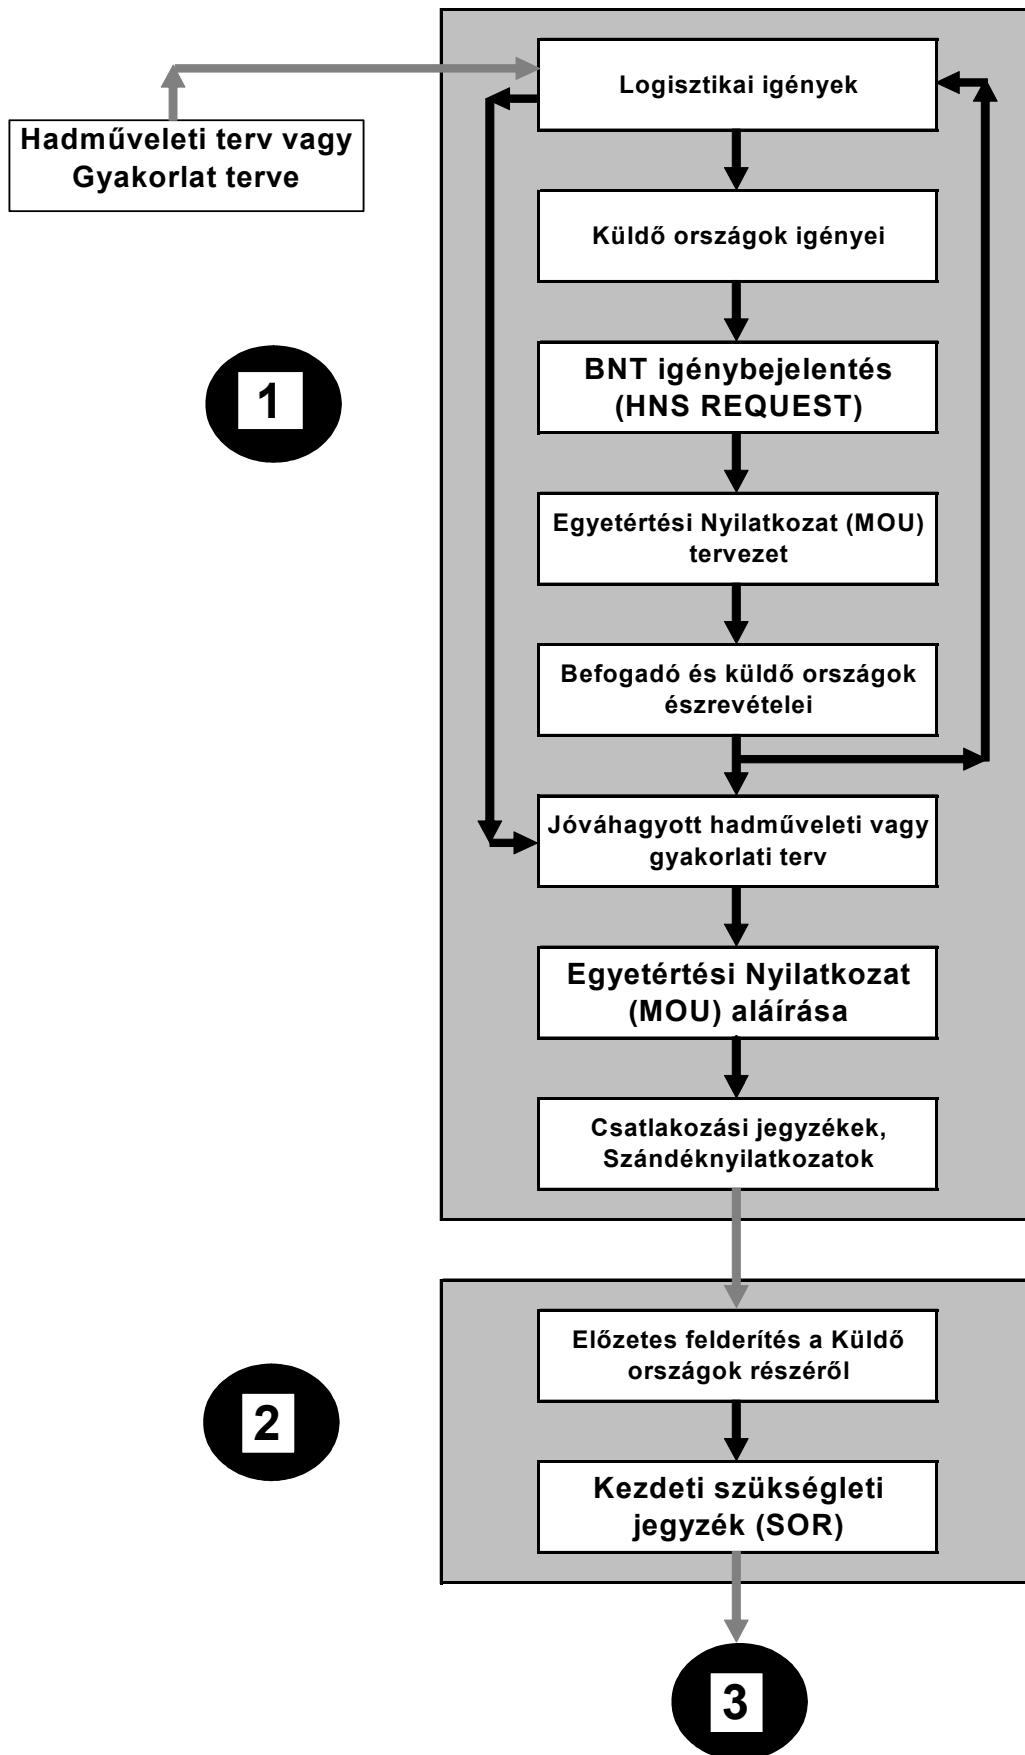 Logisztikai igények
Hadműveleti terv vagy
Gyakorlat terve
Küldő országok igényei
1
BNT igénybejelentés
(HNS REQUEST)
Egyetértési Nyilatkozat (MOU)
tervezet
Befogadó és küldő országok
észrevételei
Jóváhagyott hadműveleti vagy
gyakorlati terv
Egyetértési Nyilatkozat
(MOU) aláírása
Csatlakozási jegyzékek,
Szándéknyilatkozatok
Előzetes felderítés a Küldő
országok részéről
2
Kezdeti szükségleti
jegyzék (SOR)
3